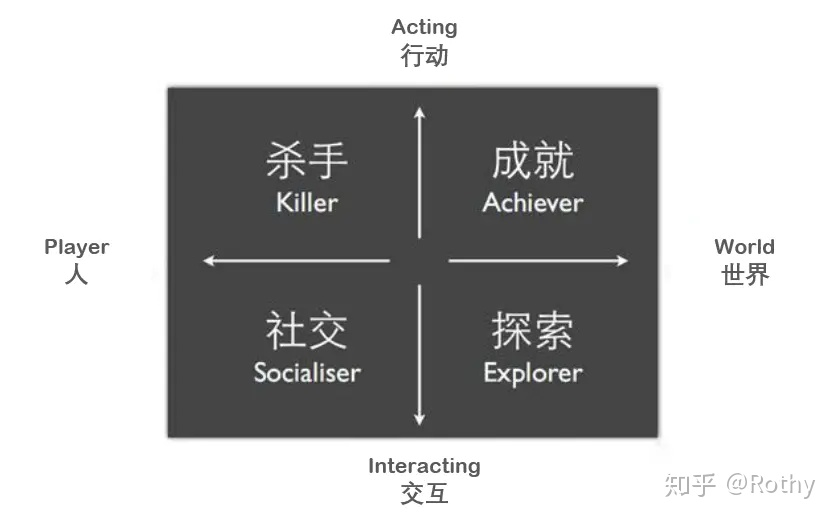 Acting
行动
杀手
Killer
成就
Achiever
Player
人
World
世界
社交
Socialiser
探索
Explorer
Interacting
交互
知乎 @Rothy